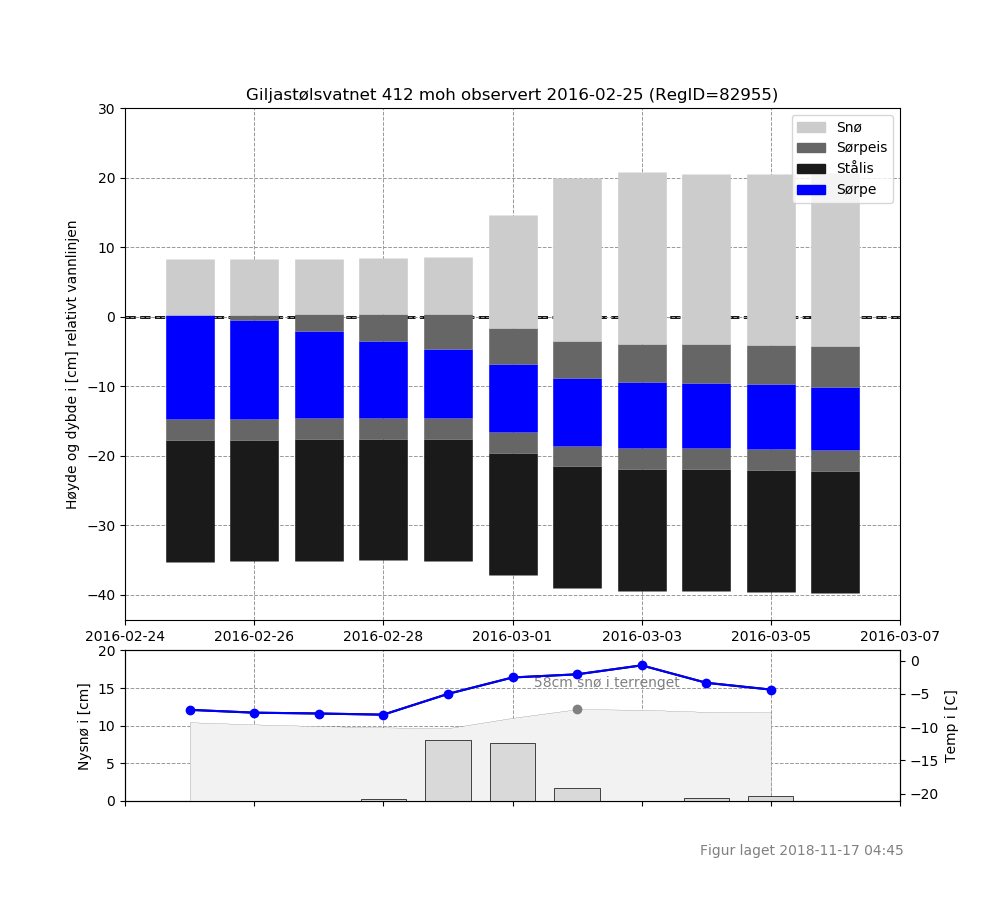 Giljastølsvatnet 412 moh observert 2016-02-25 (RegID=82955)
Høyde og dybde i [cm] relativt vannlinjen
30
20
10
0
−10
−20
−30
−40
Snø
Sørpeis
Stålis
Sørpe
2016-02-24 2016-02-26 2016-02-28 2016-03-01 2016-03-03 2016-03-05 2016-03-07
Nysnø i [cm]
20
15
10
5
0
58cm snø i terrenget
0
−5
−10
−15
−20
Temp i [C]
Figur laget 2018-11-17 04:45